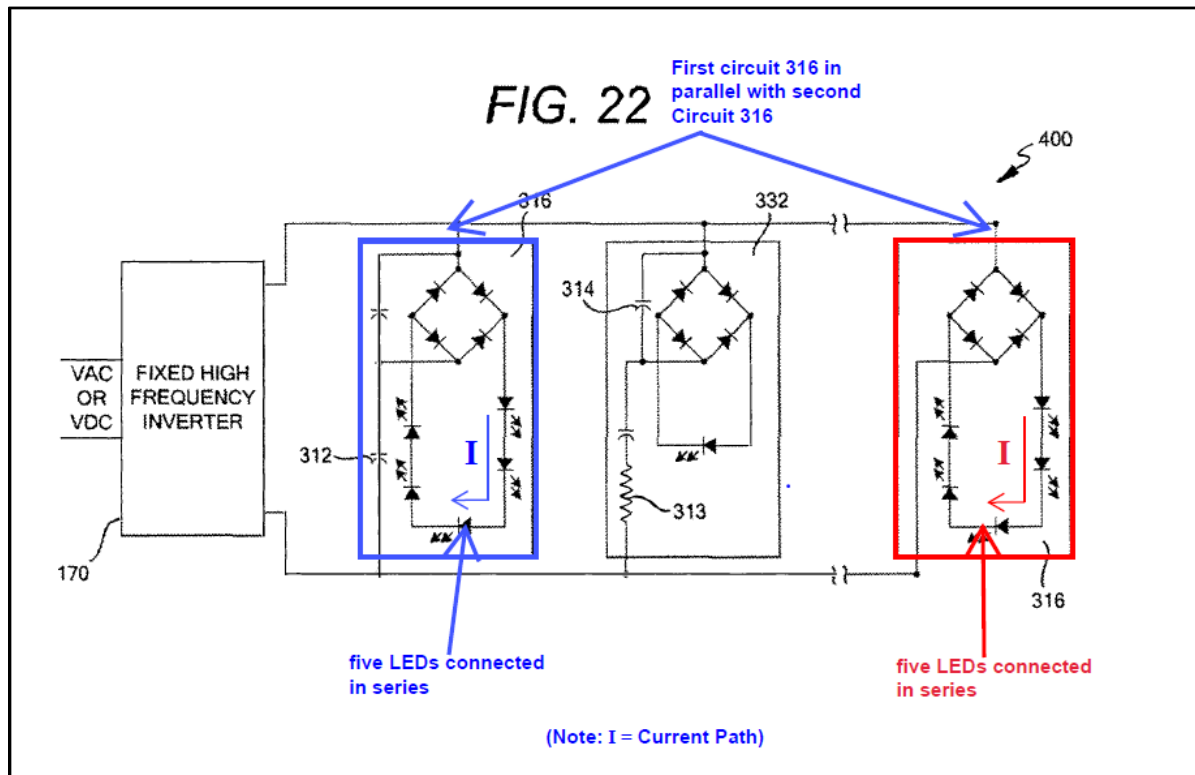 First circuit 316 in
parallel with second
Circuit 316
FIG. 22
400
316
332
314
VAC
OR
VDC
FIXED HIGH
FREQUENCY
INVERTER
312
I
313
I
170
316
five LEDs connected
in series
five LEDs connected
in series
(Note: I = Current Path)